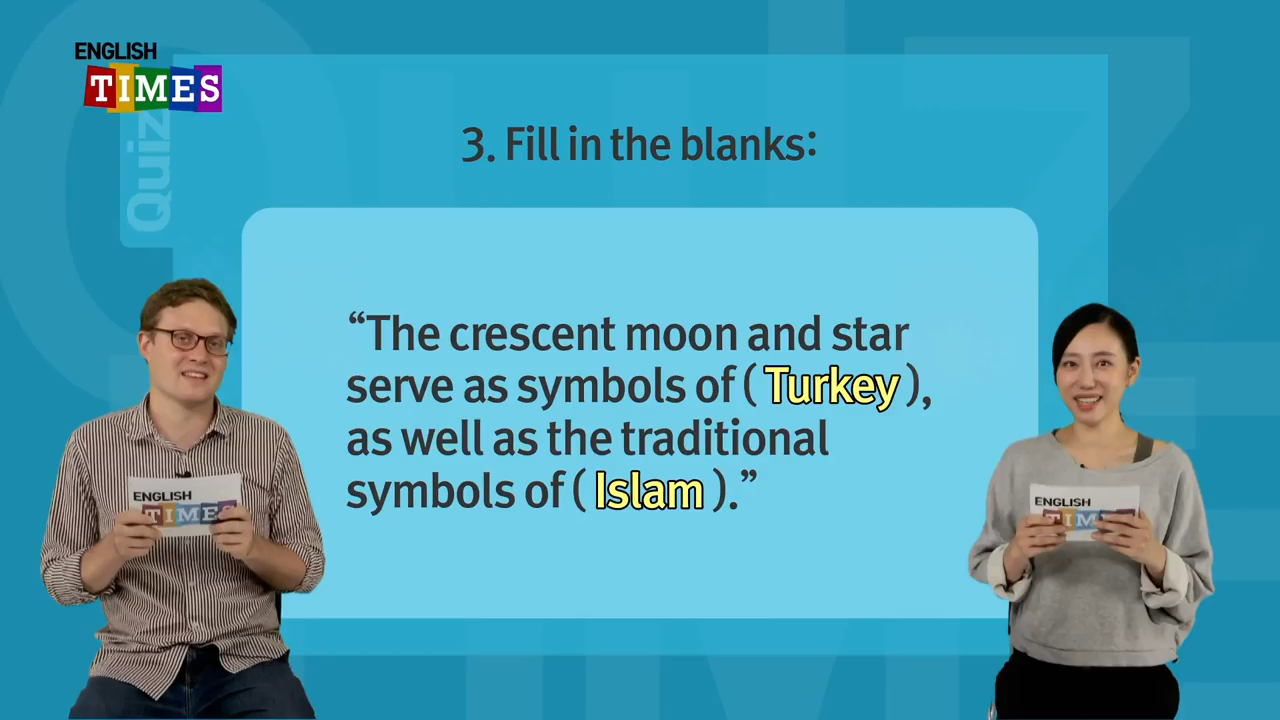 ENGLISH
TIMES
Quiz
3. Fill in the blanks:
“The crescent moon and star
serve as symbols of ( Turkey ),
as well as the traditional
symbols of ( Islam ).”
ENGLISH
TIMES
ENGLISH
TIM